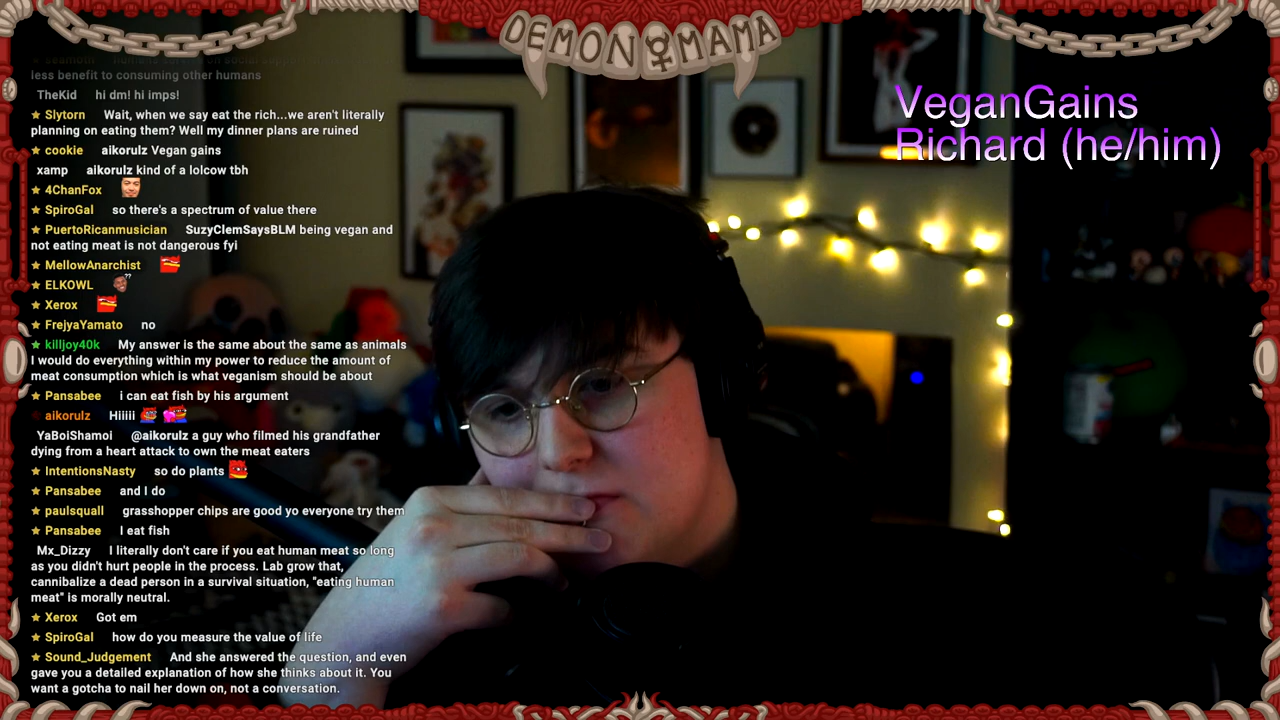 DEMON MAMA
VeganGains
Richard (he/him)
less benefit to consuming other humans
TheKid hi dm! hi imps!
Slytorn Wait, when we say eat the rich...we aren't literally
planning on eating them? Well my dinner plans are ruined
cookie aikorulz Vegan gains
xamp aikorulz kind of a lolcow tbh
4ChanFox
SpiroGal so there's a spectrum of value there
PuertoRicanmusician SuzyClemSaysBLM being vegan and
not eating meat is not dangerous fyi
MellowAnarchist
ELKOWL
Xerox
FrejyaYamato no
killjoy40k My answer is the same about the same as animals
I would do everything within my power to reduce the amount of
meat consumption which is what veganism should be about
Pansabee i can eat fish by his argument
aikorulz Hiiiii
YaBoiShamoi @aikorulz a guy who filmed his grandfather
dying from a heart attack to own the meat eaters
IntentionsNasty so do plants
Pansabee and I do
paulsquall grasshopper chips are good yo everyone try them
Pansabee I eat fish
Mx_Dizzy I literally don't care if you eat human meat so long
as you didn't hurt people in the process. Lab grow that,
cannibalize a dead person in a survival situation, "eating human
meat" is morally neutral.
Xerox Got em
SpiroGal how do you measure the value of life
Sound_Judgement And she answered the question, and even
gave you a detailed explanation of how she thinks about it. You
want a gotcha to nail her down on, not a conversation.